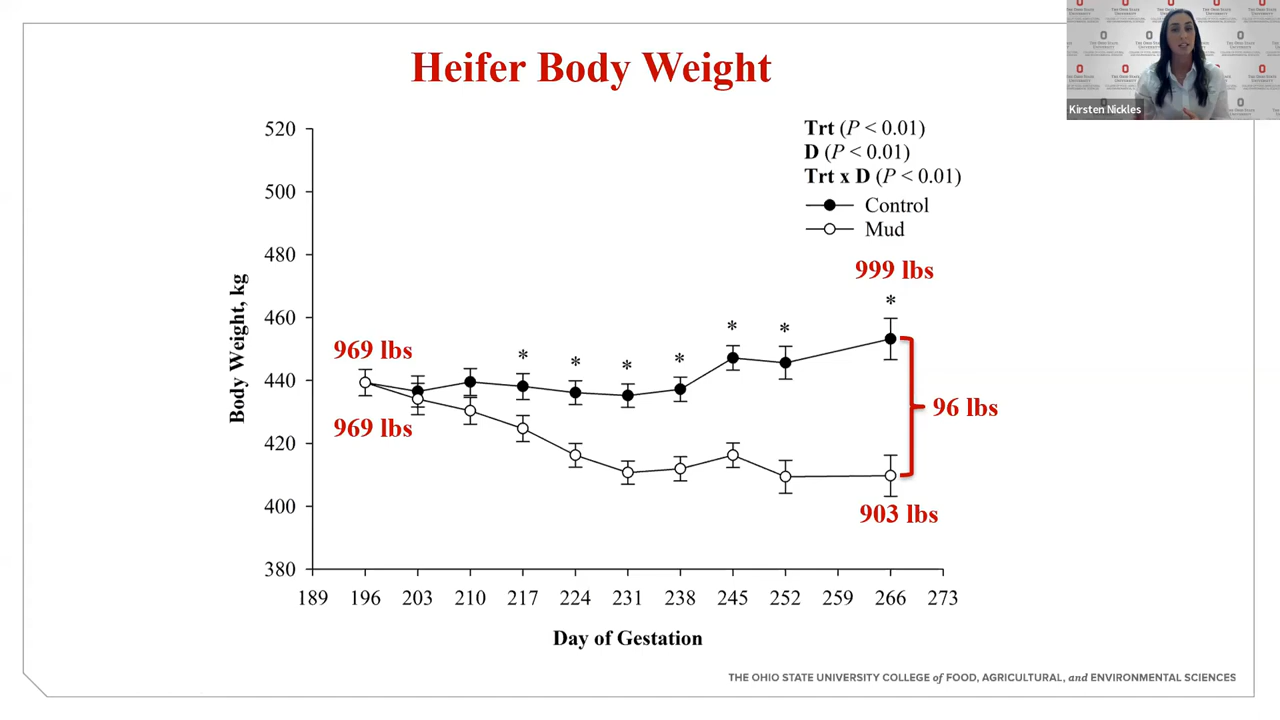 Heifer Body Weight
Kirsten Nickles
Trt (P < 0.01)
D (P < 0.01)
Trt x D (P < 0.01)
Control
Mud
520
500
480
460
440
420
400
380
Body Weight, kg
999 lbs
*
* * * * * *
969 lbs
969 lbs
96 lbs
903 lbs
189 196 203 210 217 224 231 238 245 252 259 266 273
Day of Gestation
THE OHIO STATE UNIVERSITY COLLEGE of FOOD, AGRICULTURAL, and ENVIRONMENTAL SCIENCES